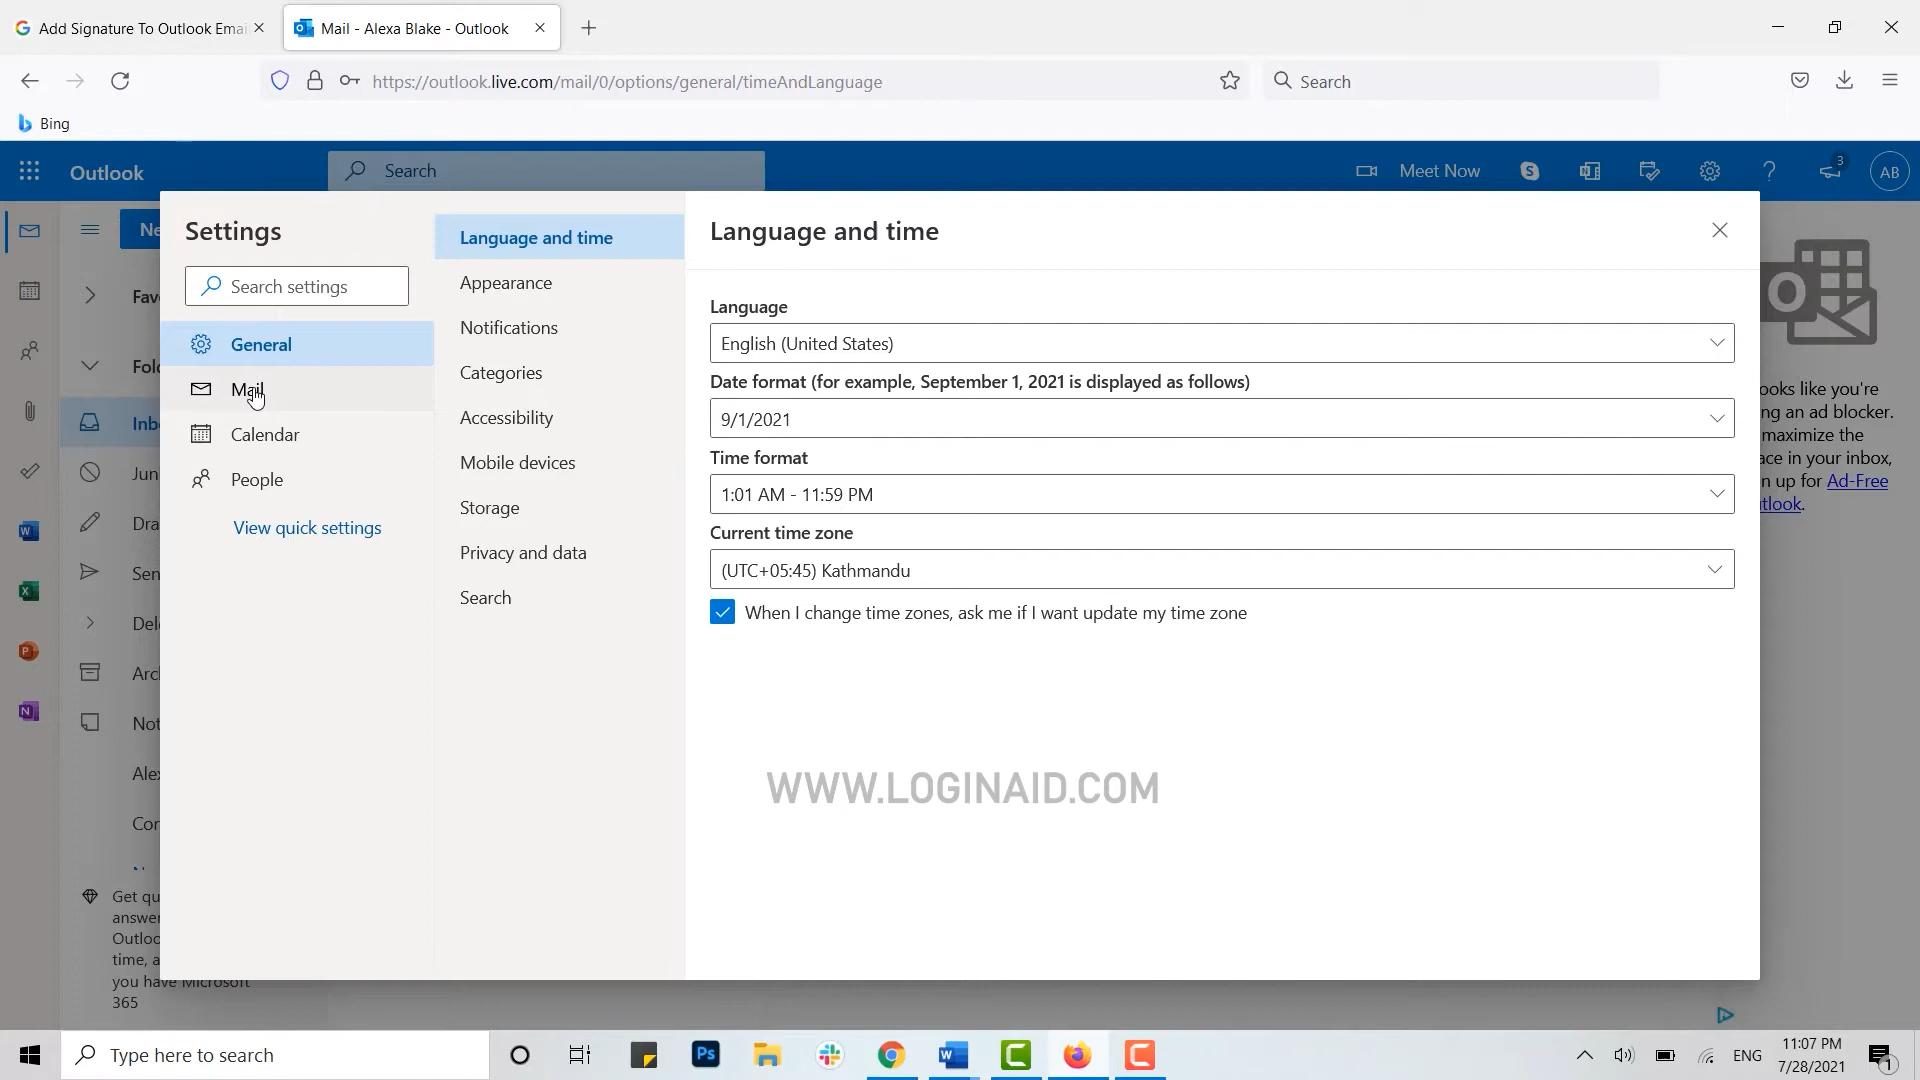 Add Signature To Outlook Emai
Mail - Alexa Blake - Outlook
https://outlook.live.com/mail/0/options/general/timeAndLanguage
Search
Bing
Outlook
Search
Meet Now
3
AB
Ne
Settings
Search settings
General
Mail
Calendar
People
View quick settings
Language and time
Appearance
Notifications
Categories
Accessibility
Mobile devices
Storage
Privacy and data
Search
Language and time
Language
English (United States)
Date format (for example, September 1, 2021 is displayed as follows)
9/1/2021
Time format
1:01 AM - 11:59 PM
Current time zone
(UTC+05:45) Kathmandu
When I change time zones, ask me if I want update my time zone
WWW.LOGINAID.COM
Fav
Fol
Inb
Jun
Dra
Sen
Del
Arc
Not
Alex
Con
Get qu
answer
Outloo
time, a
you have Microsoft
365
ooks like you're
ng an ad blocker.
maximize the
ace in your inbox,
n up for Ad-Free
tlook.
Type here to search
Ps
ENG
11:07 PM
7/28/2021
1